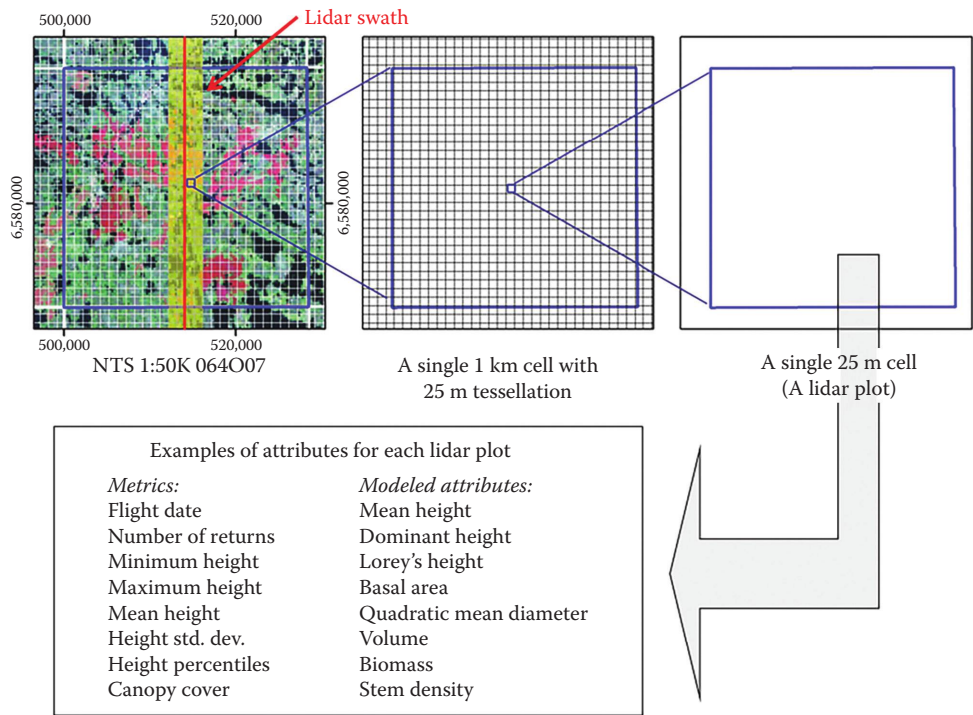 500,000
520,000
Lidar swath
6,580,000
6,580,000
500,000
520,000
NTS 1:50K 064O07
A single 1 km cell with
25 m tessellation
A single 25 m cell
(A lidar plot)
Examples of attributes for each lidar plot
Metrics:
Flight date
Number of returns
Minimum height
Maximum height
Mean height
Height std. dev.
Height percentiles
Canopy cover
Modeled attributes:
Mean height
Dominant height
Lorey's height
Basal area
Quadratic mean diameter
Volume
Biomass
Stem density